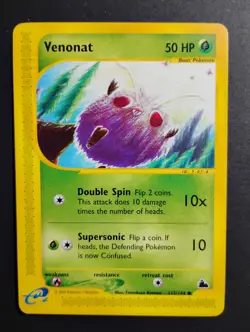 Venonat 50 HP
Basic Pokémon
Double Spin Flip 2 coins.
This attack does 10 damage
times the number of heads.
10x
Supersonic Flip a coin. If
heads, the Defending Pokémon
is now Confused.
10
weakness resistance retreat cost